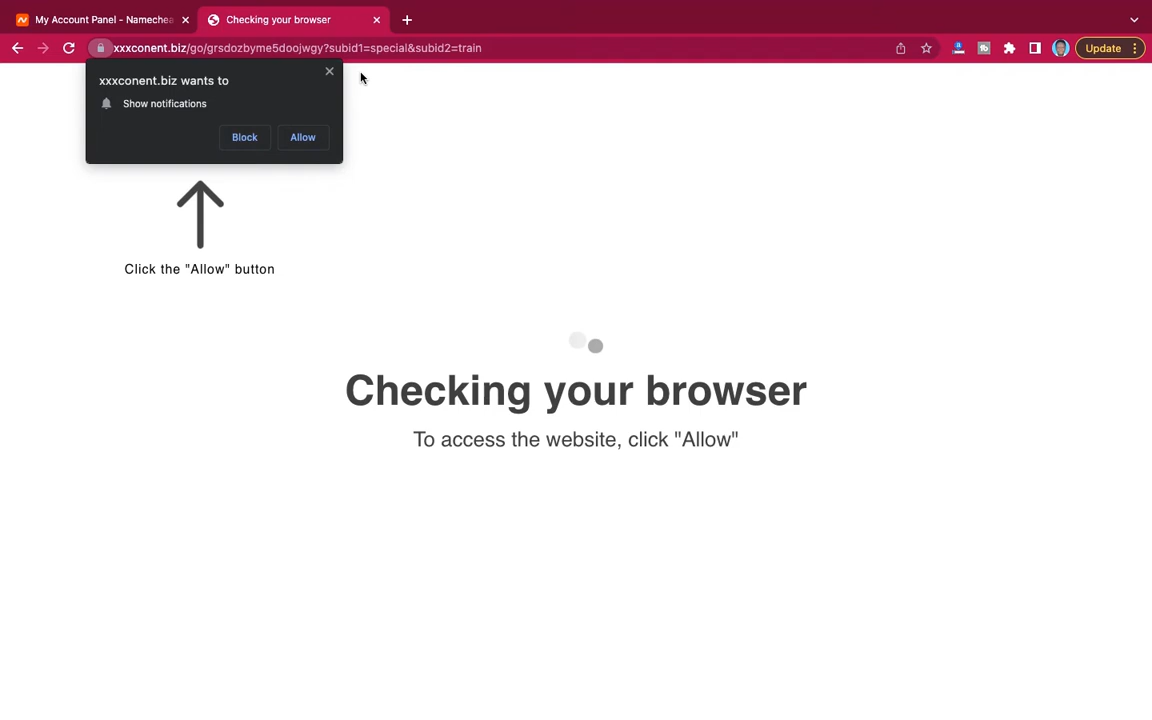 My Account Panel - Namechea
Checking your browser
xxxconent.biz/go/grsdozbyme5doojwgy?subid1=special&subid2=train
Update
xxxconent.biz wants to
Show notifications
Block
Allow
Click the "Allow" button
Checking your browser
To access the website, click "Allow"